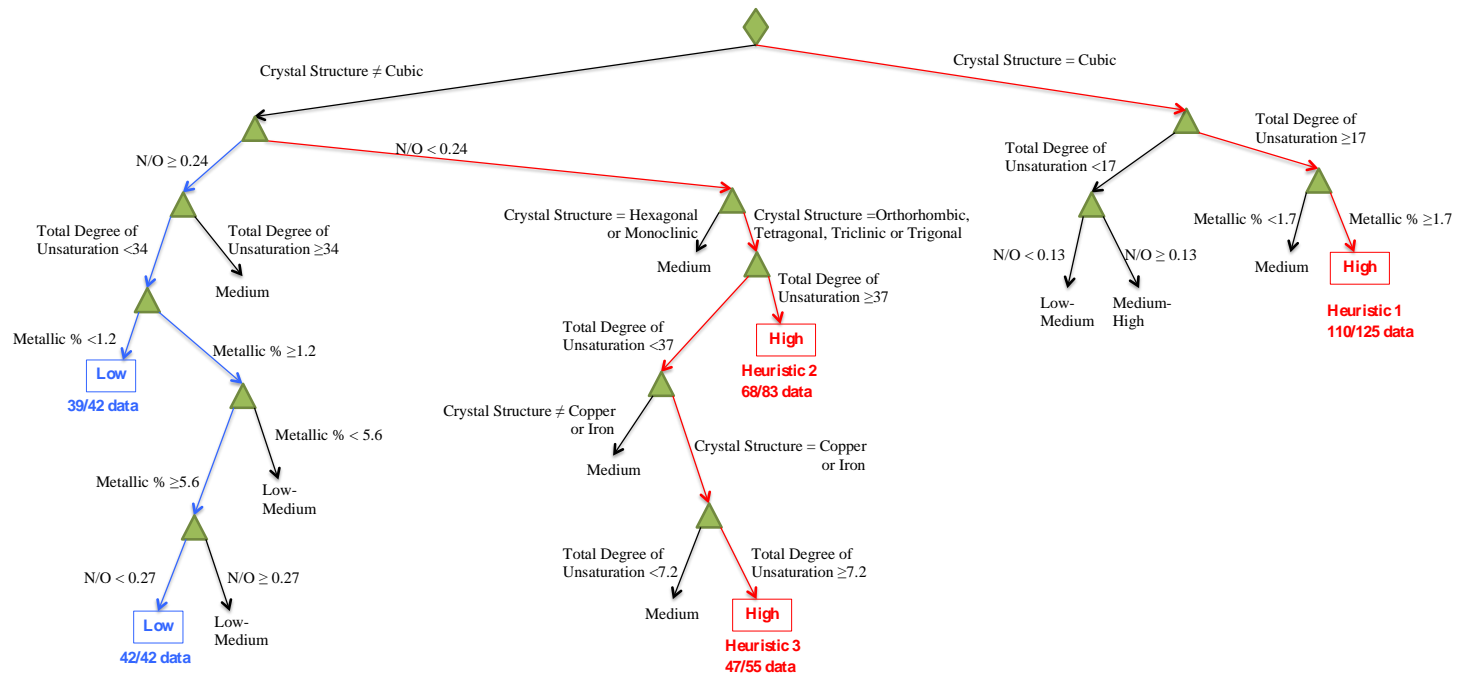 Crystal Structure ≠ Cubic
Crystal Structure = Cubic
N/O ≥ 0.24
N/O < 0.24
Total Degree of
Unsaturation <17
Total Degree of
Unsaturation ≥17
Total Degree of
Unsaturation <34
Total Degree of
Unsaturation ≥34
Medium
Crystal Structure = Hexagonal
or Monoclinic
Medium
Crystal Structure =Orthorhombic,
Tetragonal, Triclinic or Trigonal
N/O < 0.13
N/O ≥ 0.13
Low-
Medium
Medium-
High
Metallic % <1.7
Metallic % ≥1.7
Medium
High
Heuristic 1
110/125 data
Metallic % <1.2
Metallic % ≥1.2
Low
39/42 data
Total Degree of
Unsaturation <37
Total Degree of
Unsaturation ≥37
High
Heuristic 2
68/83 data
Metallic % ≥5.6
Metallic % < 5.6
Low-
Medium
Crystal Structure ≠ Copper
or Iron
Medium
Crystal Structure = Copper
or Iron
N/O < 0.27
N/O ≥ 0.27
Low
42/42 data
Low-
Medium
Total Degree of
Unsaturation <7.2
Total Degree of
Unsaturation ≥7.2
Medium
High
Heuristic 3
47/55 data